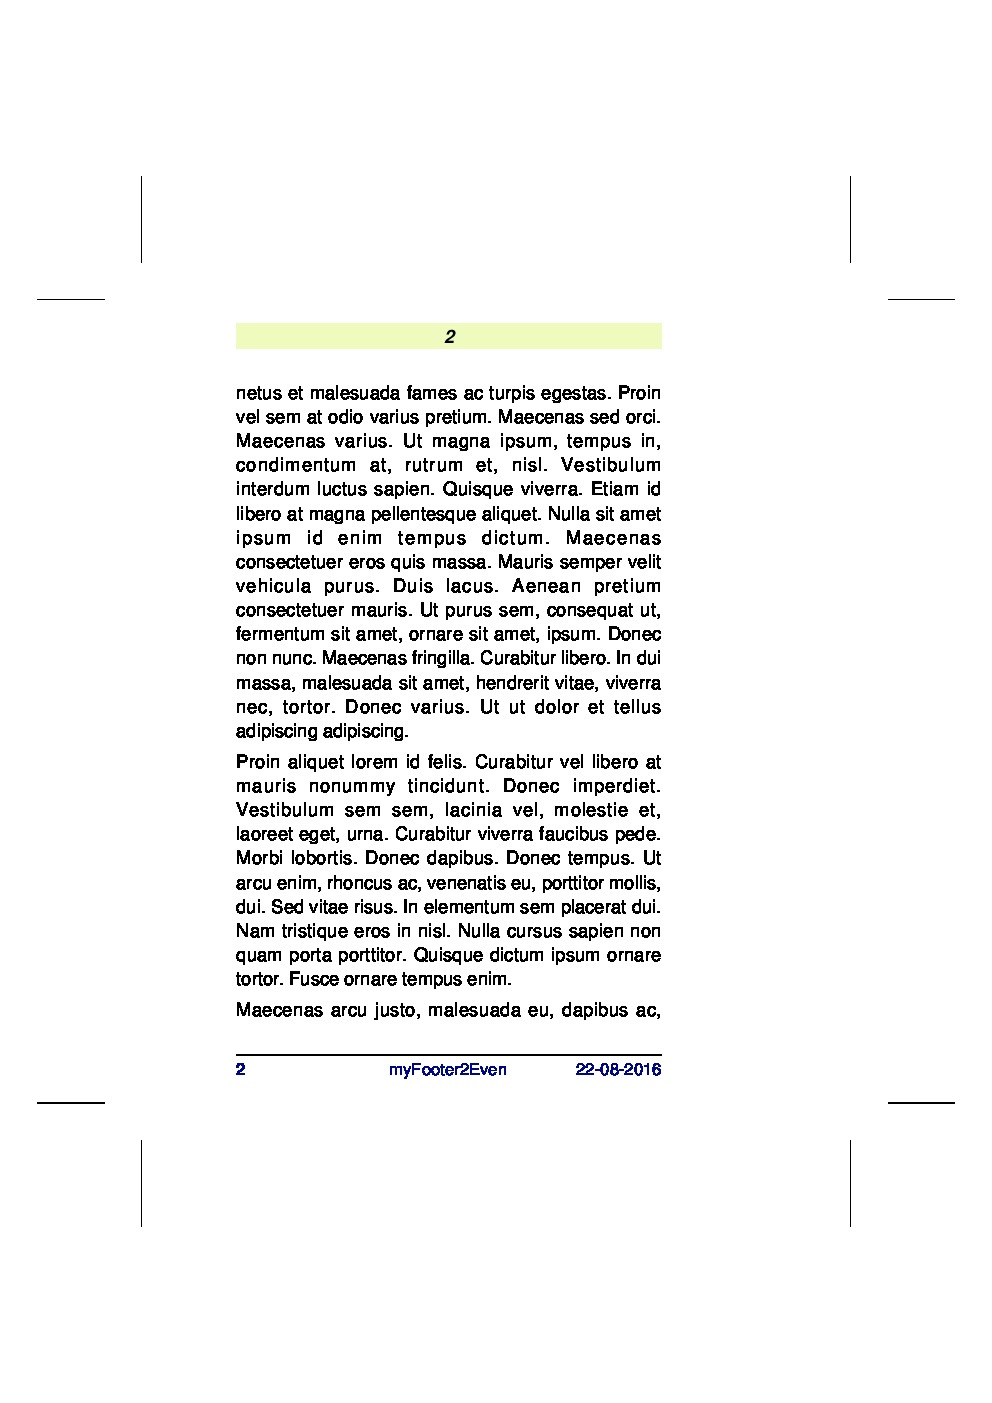 2
netus et malesuada fames ac turpis egestas. Proin
vel sem at odio varius pretium. Maecenas sed orci.
Maecenas varius. Ut magna ipsum, tempus in,
condimentum at, rutrum et, nisl. Vestibulum
interdum luctus sapien. Quisque viverra. Etiam id
libero at magna pellentesque aliquet. Nulla sit amet
ipsum id enim tempus dictum. Maecenas
consectetuer eros quis massa. Mauris semper velit
vehicula purus. Duis lacus. Aenean pretium
consectetuer mauris. Ut purus sem, consequat ut,
fermentum sit amet, ornare sit amet, ipsum. Donec
non nunc. Maecenas fringilla. Curabitur libero. In dui
massa, malesuada sit amet, hendrerit vitae, viverra
nec, tortor. Donec varius. Ut ut dolor et tellus
adipiscing adipiscing.
Proin aliquet lorem id felis. Curabitur vel libero at
mauris nonummy tincidunt. Donec imperdiet.
Vestibulum sem sem, lacinia vel, molestie et,
laoreet eget, urna. Curabitur viverra faucibus pede.
Morbi lobortis. Donec dapibus. Donec tempus. Ut
arcu enim, rhoncus ac, venenatis eu, porttitor mollis,
dui. Sed vitae risus. In elementum sem placerat dui.
Nam tristique eros in nisl. Nulla cursus sapien non
quam porta porttitor. Quisque dictum ipsum ornare
tortor. Fusce ornare tempus enim.
Maecenas arcu justo, malesuada eu, dapibus ac,
2 myFooter2Even 22-08-2016